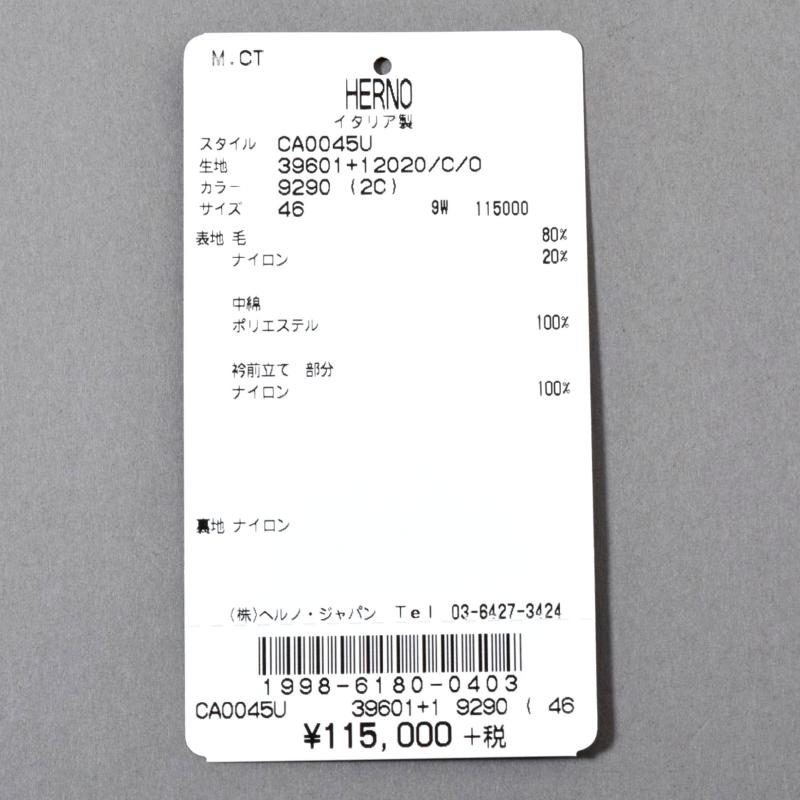 M.CT
HERNO
イタリア製
スタイル CA0045U
生地 39601+12020/C/O
カラー 9290 (2C)
サイズ 46 9W 115000
表地 毛 80%
ナイロン 20%
中綿
ポリエステル 100%
衿前立て 部分
ナイロン 100%
裏地 ナイロン
(株)ヘルノ・ジャパン Tel 03-6427-3424
1998-6180-0403
CA0045U 39601+1 9290 ( 46
¥115,000 +税